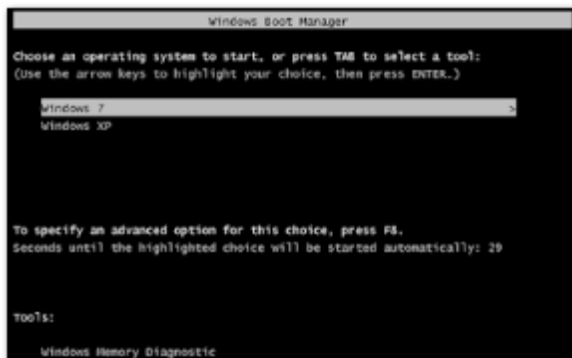 Windows Boot Manager
Choose an operating system to start, or press TAB to select a tool:
(Use the arrow keys to highlight your choice, then press ENTER.)
Windows 7 >
Windows XP
To specify an advanced option for this choice, press F8.
Seconds until the highlighted choice will be started automatically: 29
Tools:
Windows Memory Diagnostic